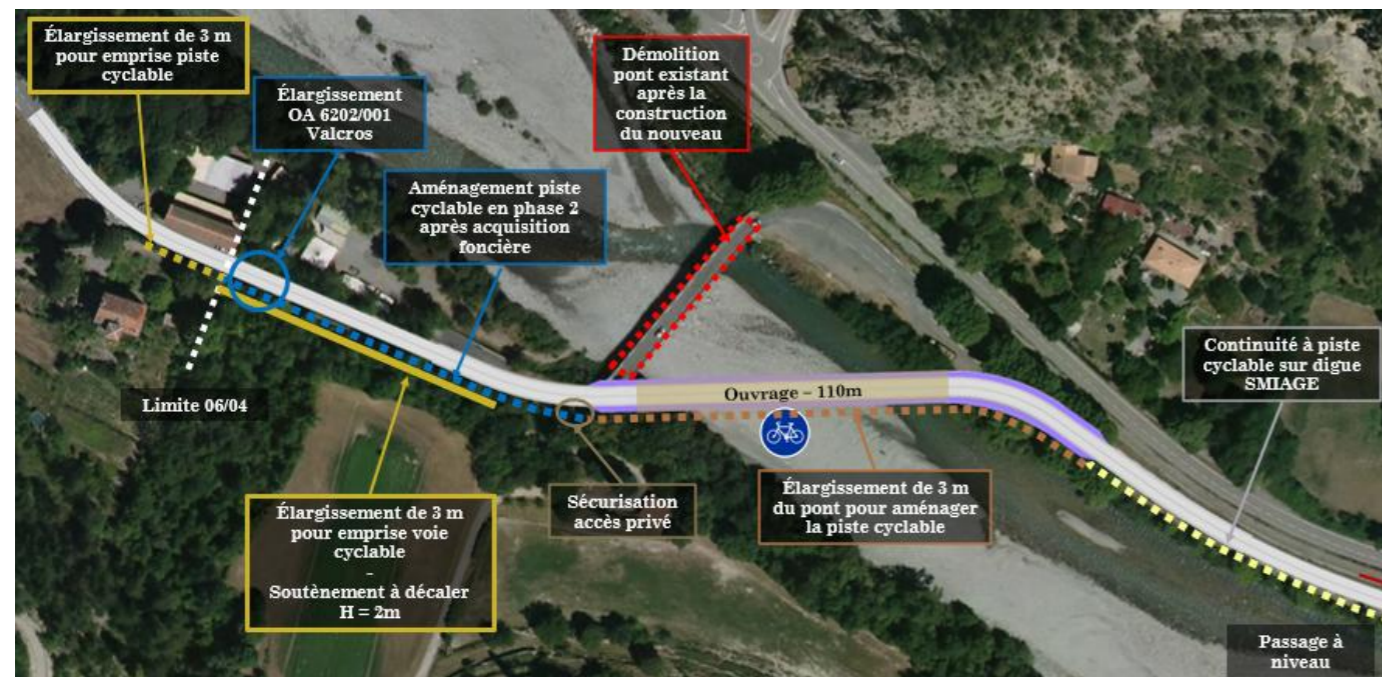 Élargissement de 3 m
pour emprise piste
cyclable
Élargissement
OA 6202/001
Valcros
Démolition
pont existant
après la
construction
du nouveau
Aménagement piste
cyclable en phase 2
après acquisition
foncière
Limite 06/04
Ouvrage – 110m
Continuité à piste
cyclable sur digue
SMIAGE
Élargissement de 3 m
pour emprise voie
cyclable
-
Soutènement à décaler
H = 2m
Sécurisation
accès privé
Élargissement de 3 m
du pont pour aménager
la piste cyclable
Passage à
niveau